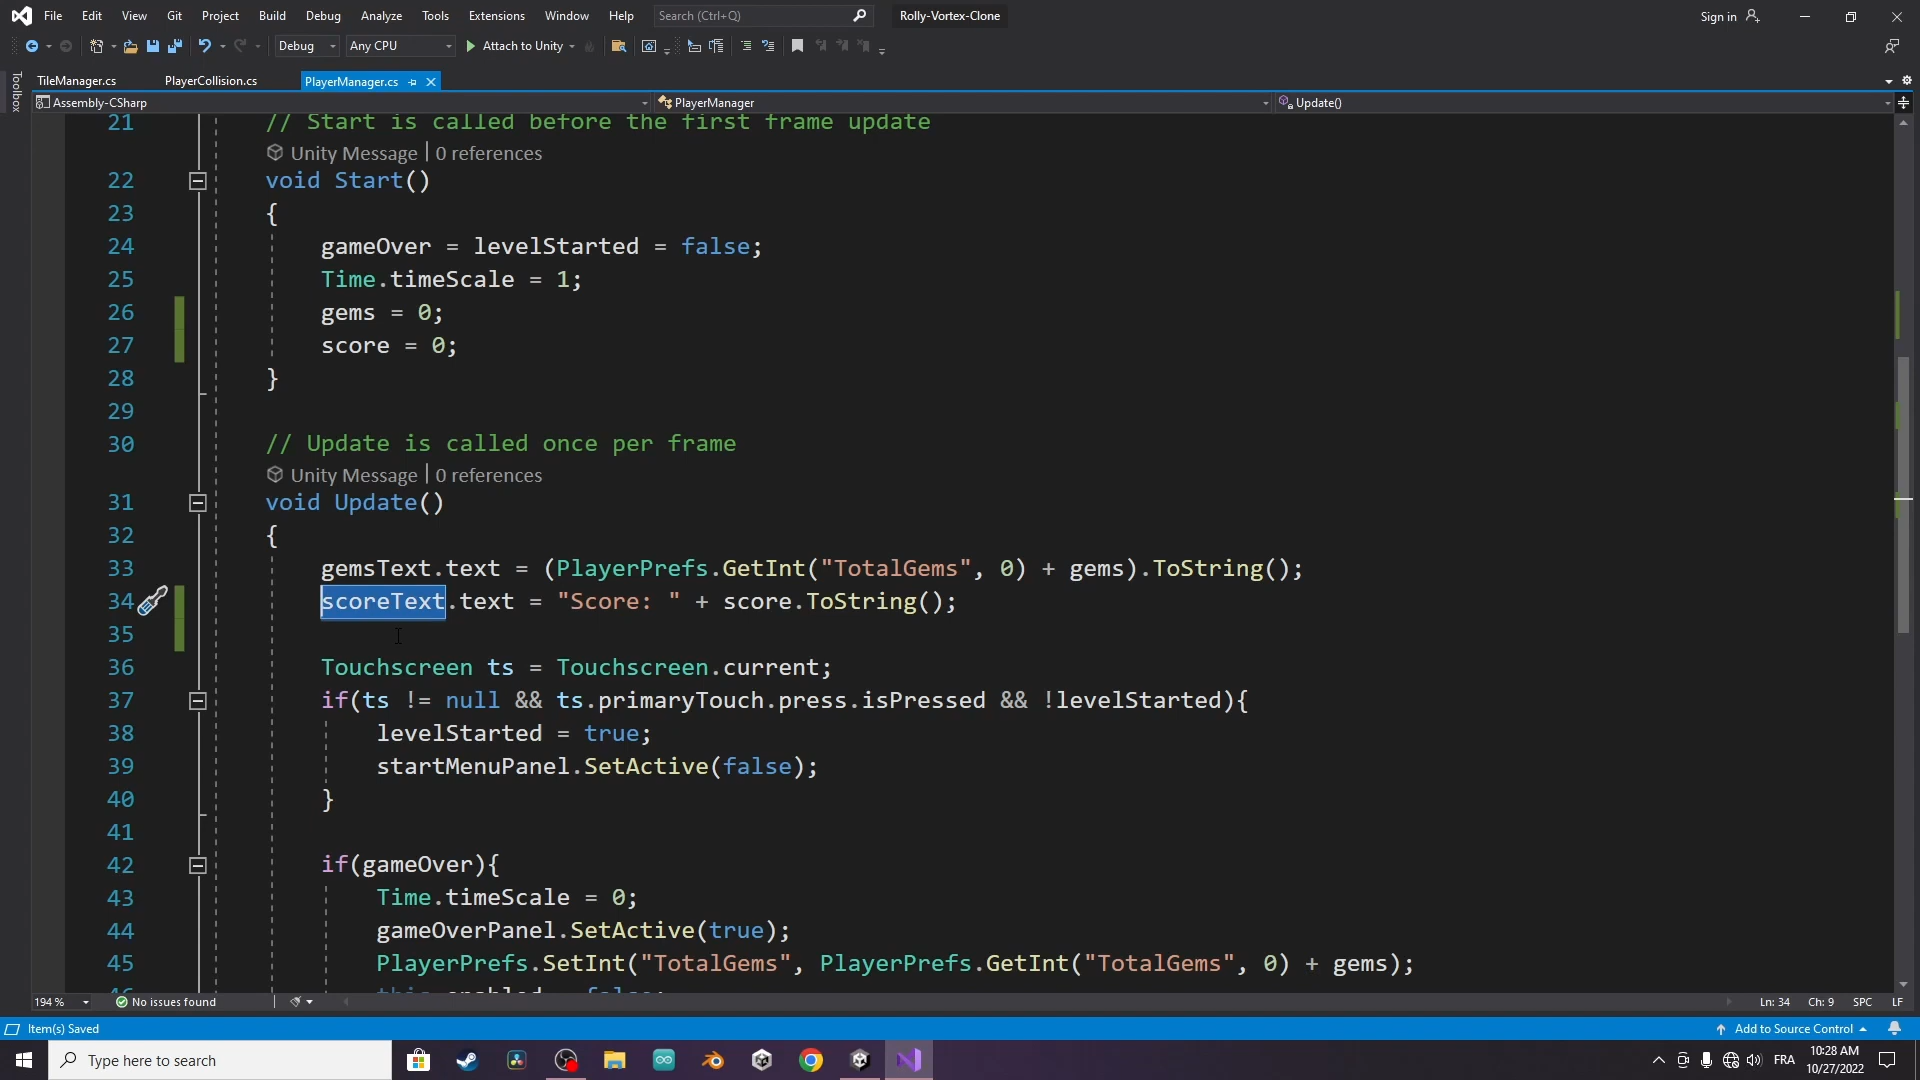 File Edit View Git Project Build Debug Analyze Tools Extensions Window Help Search (Ctrl+Q) Rolly-Vortex-Clone Sign in
Debug Any CPU Attach to Unity
Toolbox
TileManager.cs PlayerCollision.cs PlayerManager.cs
Assembly-CSharp PlayerManager Update()
21 // Start is called before the first frame update
Unity Message | 0 references
22 void Start()
23 {
24 gameOver = levelStarted = false;
25 Time.timeScale = 1;
26 gems = 0;
27 score = 0;
28 }
29
30 // Update is called once per frame
Unity Message | 0 references
31 void Update()
32 {
33 gemsText.text = (PlayerPrefs.GetInt("TotalGems", 0) + gems).ToString();
34 scoreText.text = "Score: " + score.ToString();
35
36 Touchscreen ts = Touchscreen.current;
37 if(ts != null && ts.primaryTouch.press.isPressed && !levelStarted){
38 levelStarted = true;
39 startMenuPanel.SetActive(false);
40 }
41
42 if(gameOver){
43 Time.timeScale = 0;
44 gameOverPanel.SetActive(true);
45 PlayerPrefs.SetInt("TotalGems", PlayerPrefs.GetInt("TotalGems", 0) + gems);
194 % No issues found Ln: 34 Ch: 9 SPC LF
Item(s) Saved Add to Source Control
Type here to search FRA 10:28 AM
10/27/2022